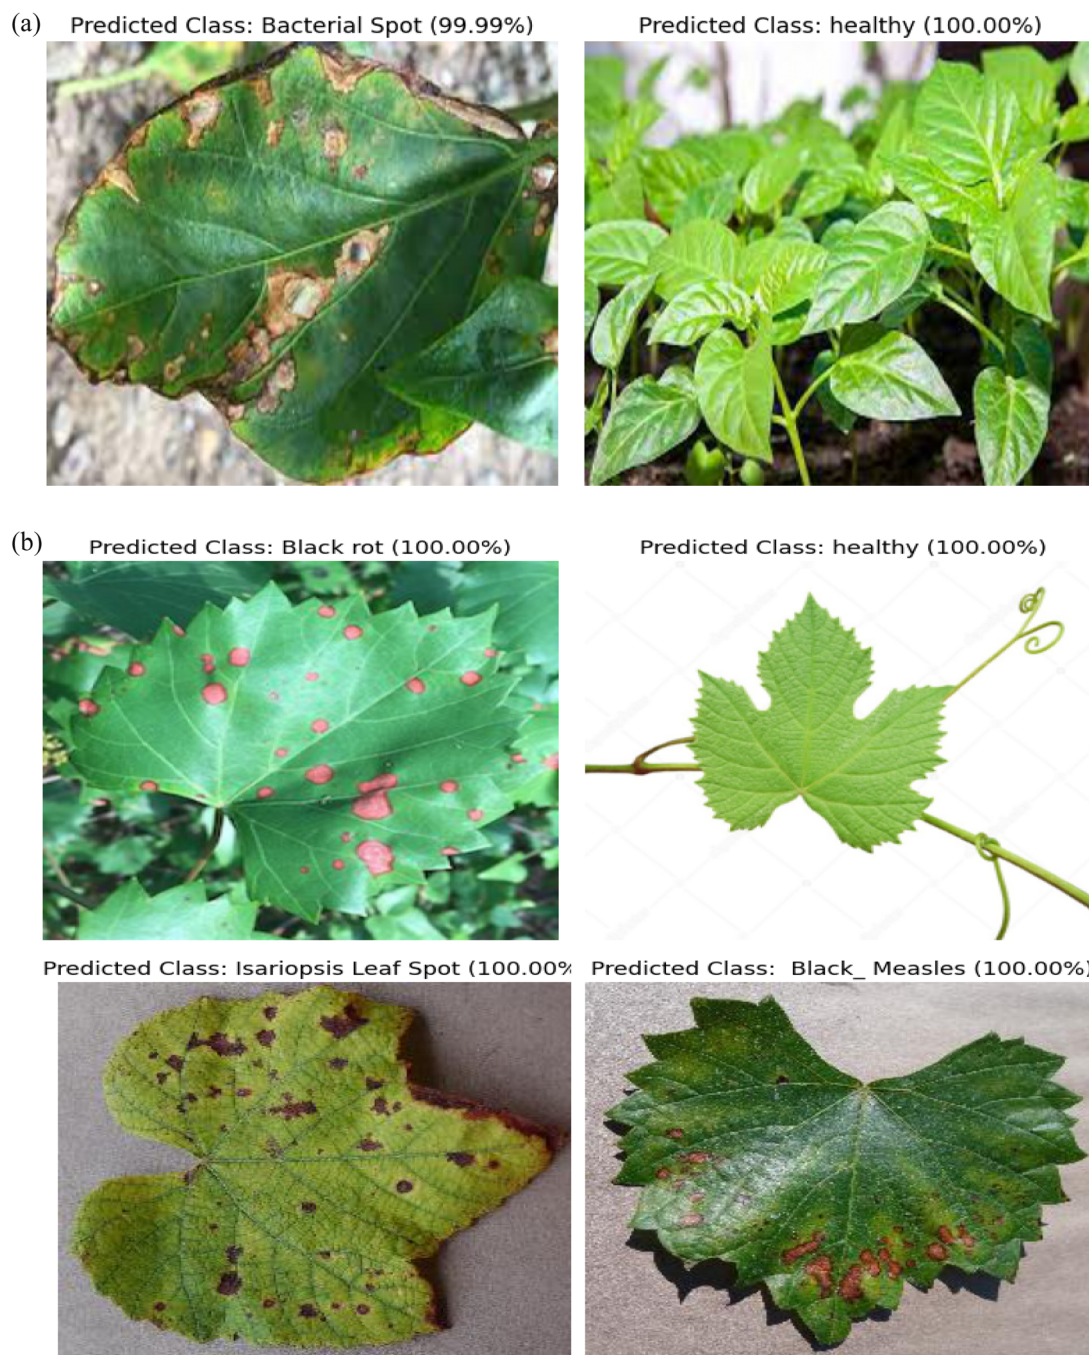 (a) Predicted Class: Bacterial Spot (99.99%) Predicted Class: healthy (100.00%)
(b) Predicted Class: Black rot (100.00%) Predicted Class: healthy (100.00%)
Predicted Class: Isariopsis Leaf Spot (100.00% Predicted Class: Black_ Measles (100.00%)